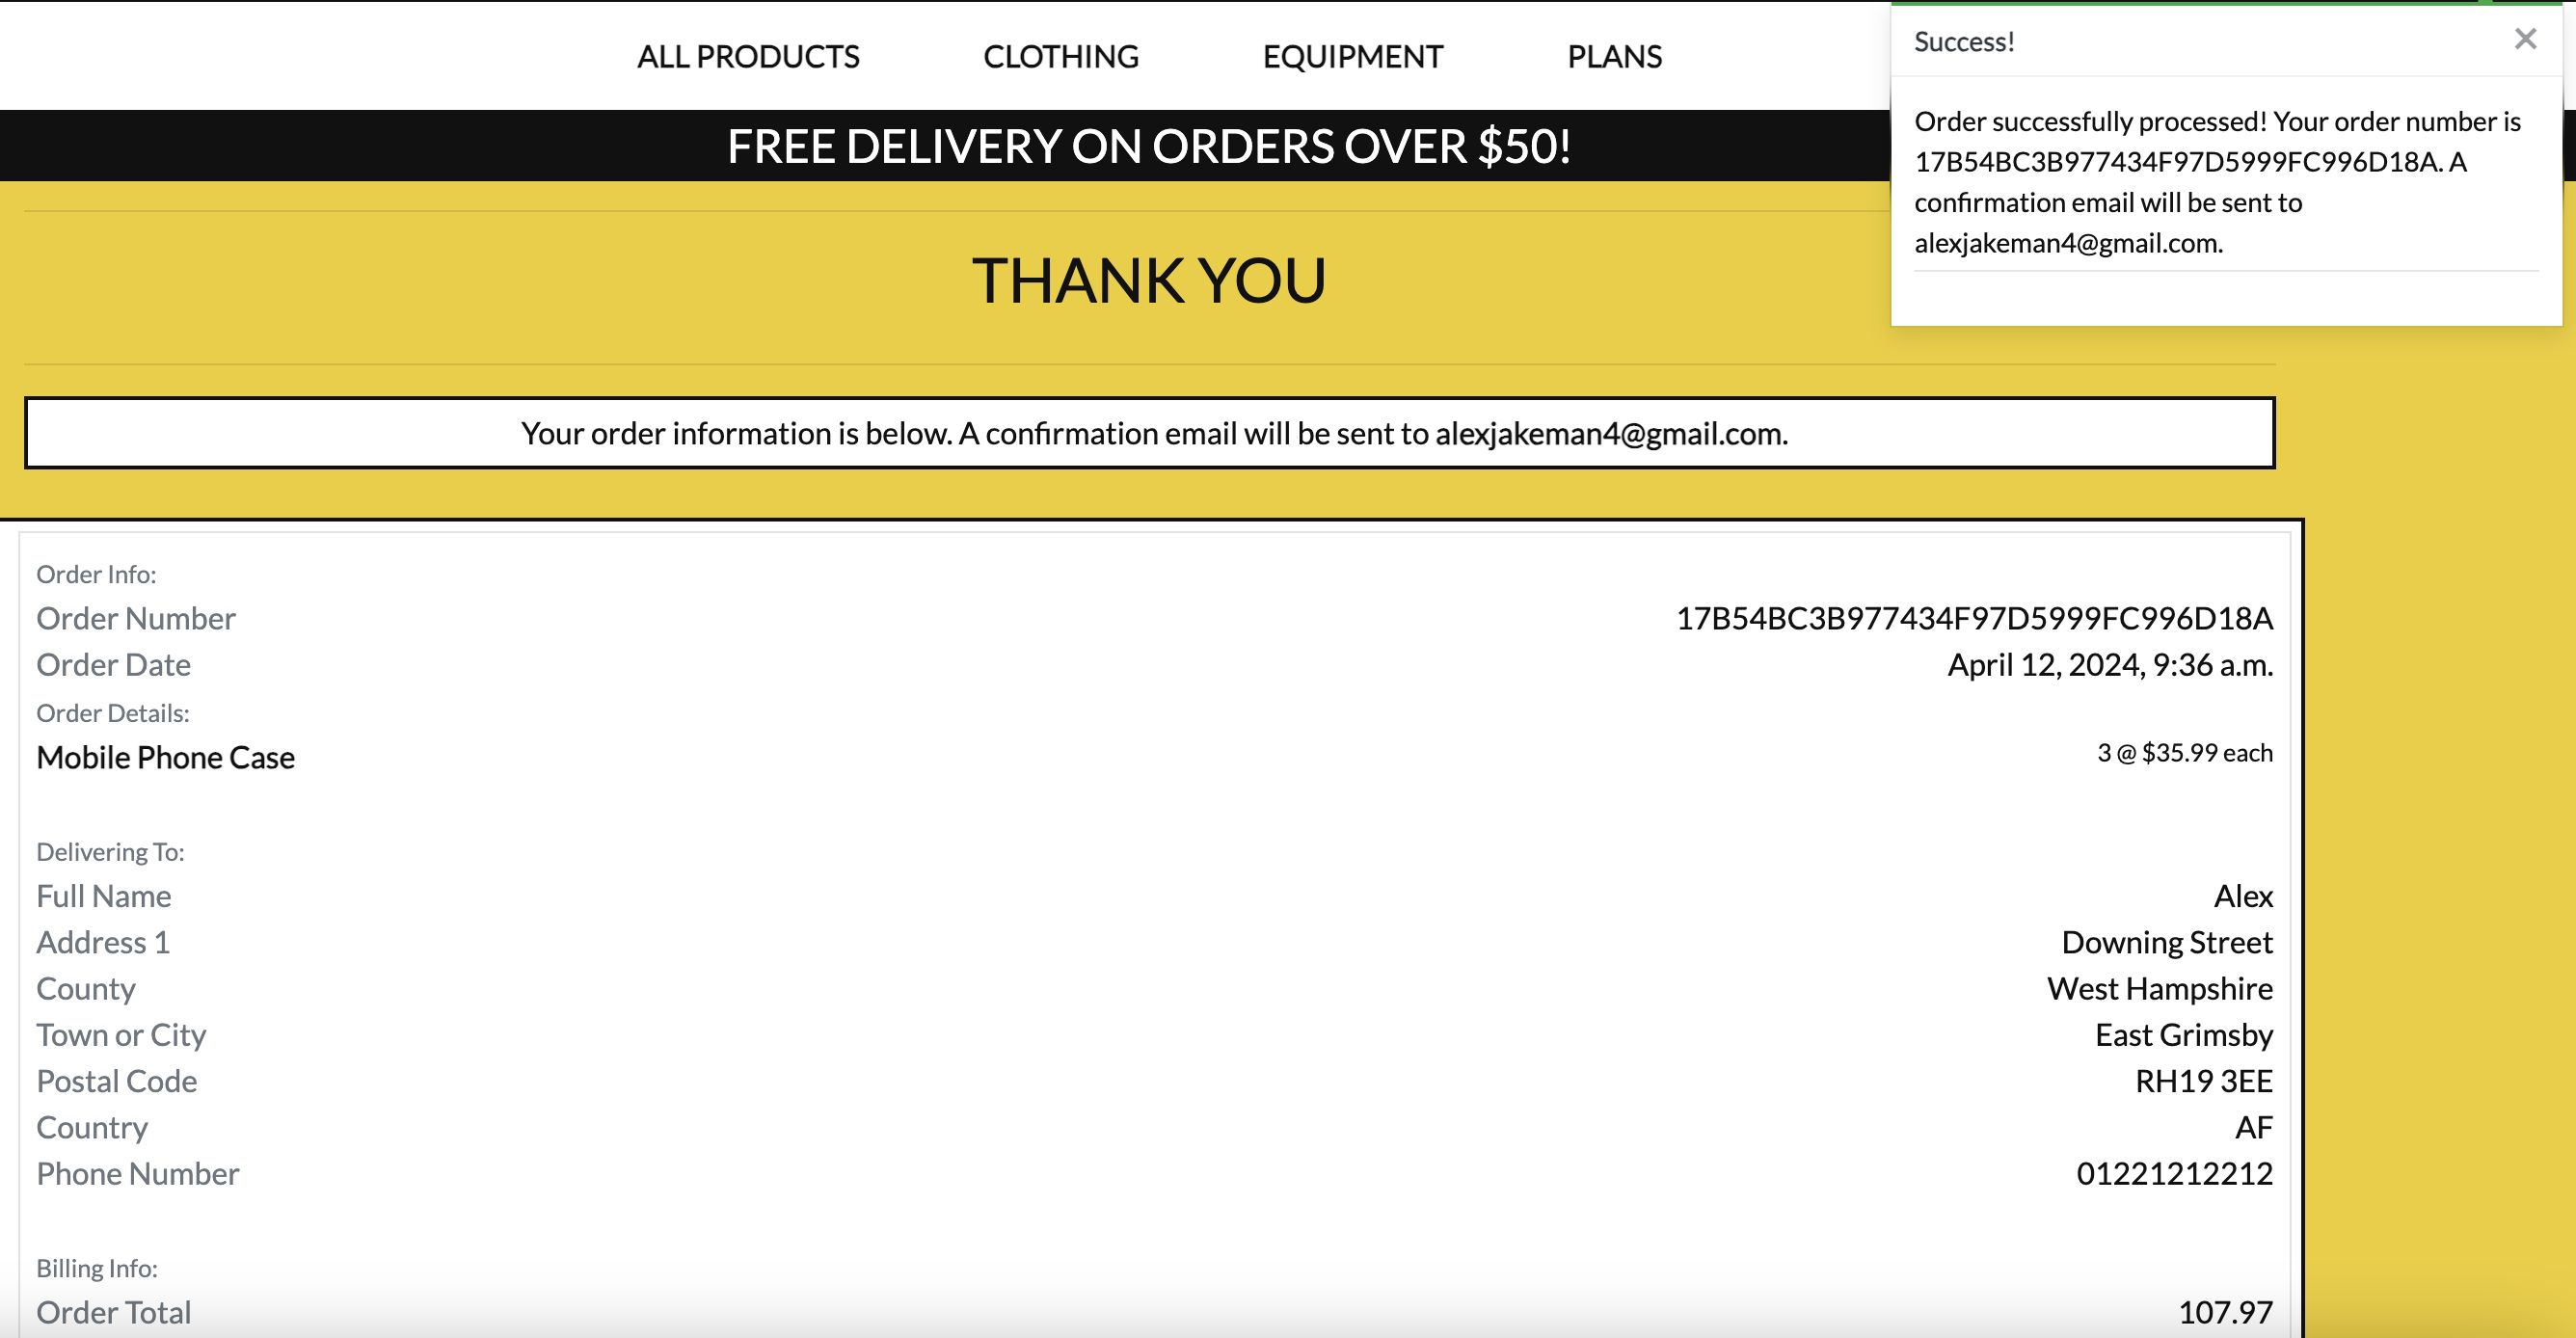 ALL PRODUCTS CLOTHING EQUIPMENT PLANS
FREE DELIVERY ON ORDERS OVER $50!
Success!
Order successfully processed! Your order number is
17B54BC3B977434F97D5999FC996D18A. A
confirmation email will be sent to
alexjakeman4@gmail.com.
THANK YOU
Your order information is below. A confirmation email will be sent to alexjakeman4@gmail.com.
Order Info:
Order Number 17B54BC3B977434F97D5999FC996D18A
Order Date April 12, 2024, 9:36 a.m.
Order Details:
Mobile Phone Case 3 @ $35.99 each
Delivering To:
Full Name Alex
Address 1 Downing Street
County West Hampshire
Town or City East Grimsby
Postal Code RH19 3EE
Country AF
Phone Number 01221212212
Billing Info:
Order Total 107.97